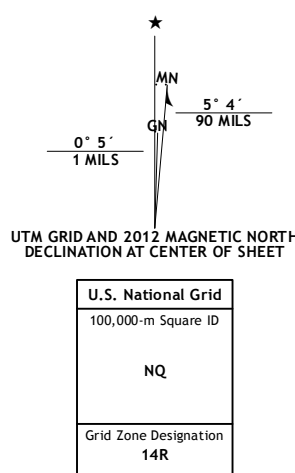 ★
MN
5° 4´
90 MILS
GN
0° 5´
1 MILS
UTM GRID AND 2012 MAGNETIC NORTH
DECLINATION AT CENTER OF SHEET
U.S. National Grid
100,000-m Square ID
NQ
Grid Zone Designation
14R